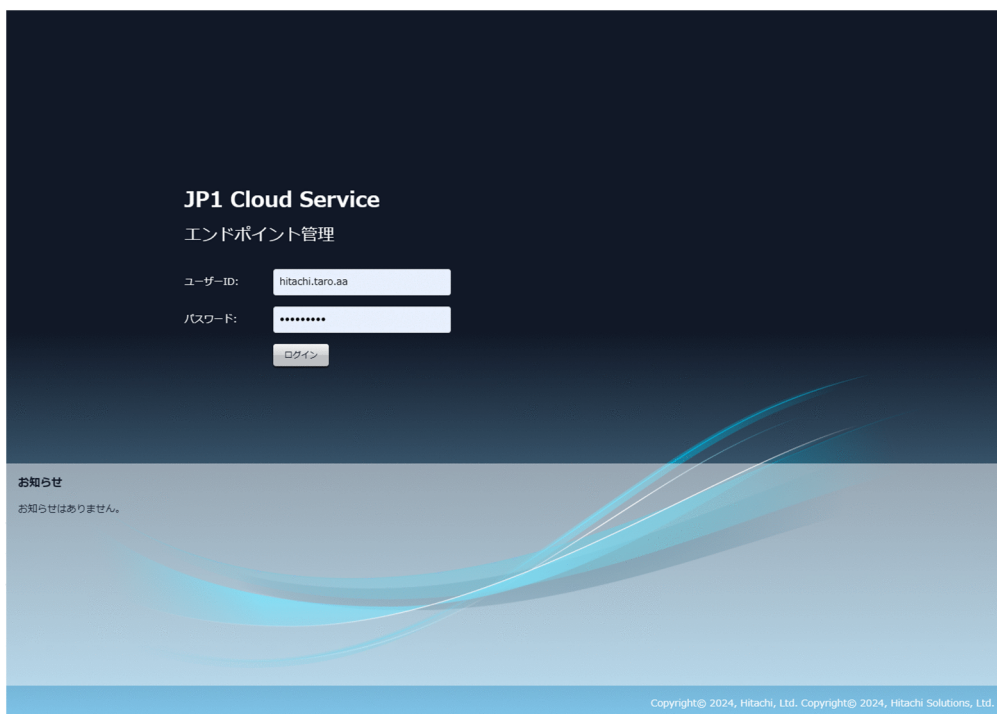 JP1 Cloud Service
エンドポイント管理
ユーザーID: hitachi.taro.aa
パスワード: •••••••••
ログイン
お知らせ
お知らせはありません。
Copyright© 2024, Hitachi, Ltd. Copyright© 2024, Hitachi Solutions, Ltd.